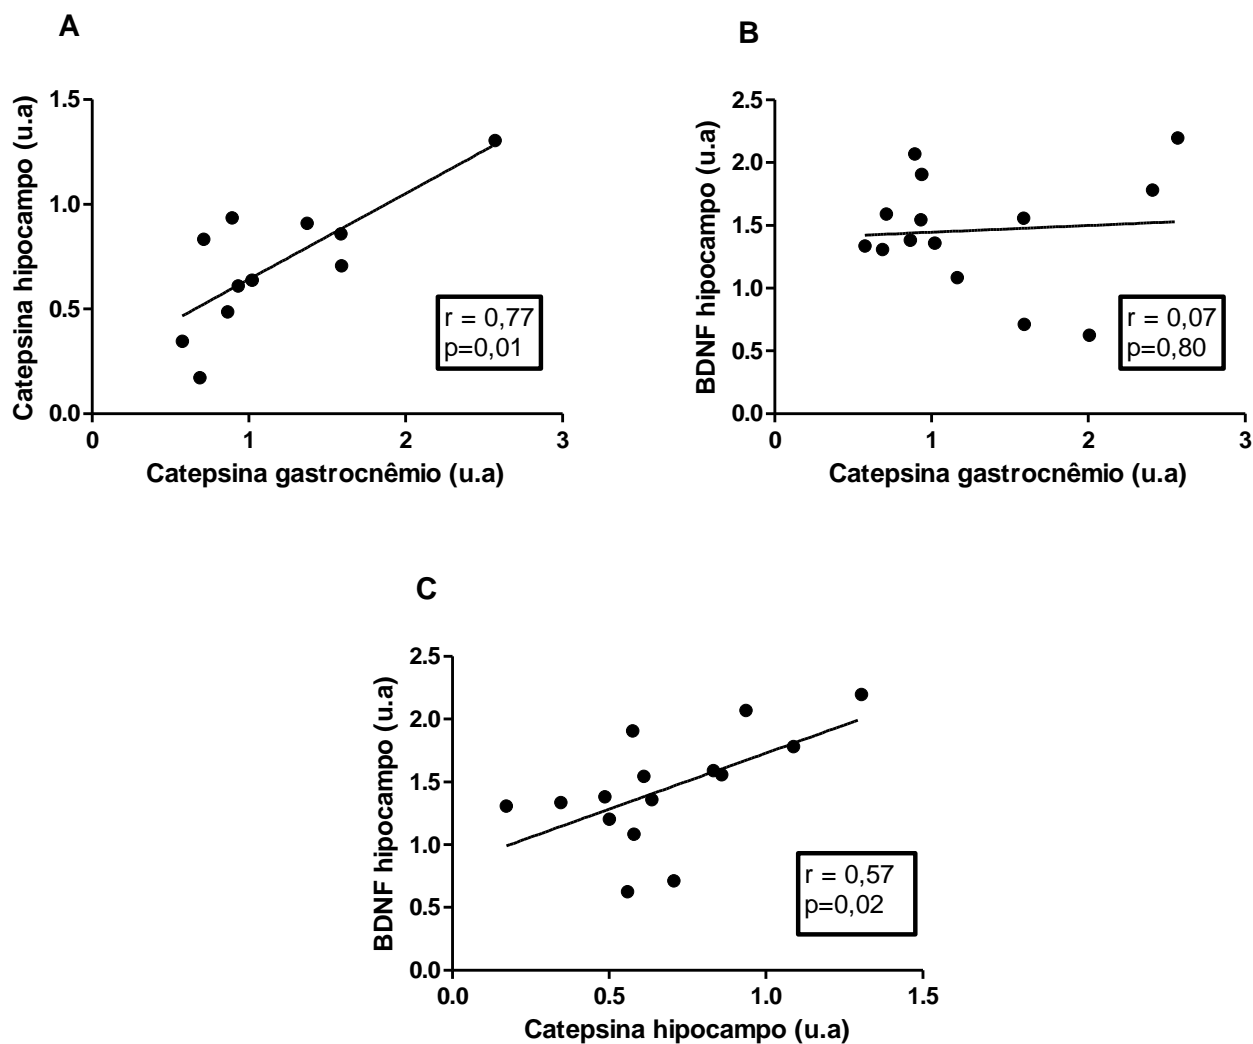 A
Catepsina hipocampo (u.a)
1.5
1.0
0.5
0.0
0
1
2
3
Catepsina gastrocnêmio (u.a)
r = 0,77
p=0,01
B
BDNF hipocampo (u.a)
2.5
2.0
1.5
1.0
0.5
0.0
0
1
2
3
Catepsina gastrocnêmio (u.a)
r = 0,07
p=0,80
C
BDNF hipocampo (u.a)
2.5
2.0
1.5
1.0
0.5
0.0
0.0
0.5
1.0
1.5
Catepsina hipocampo (u.a)
r = 0,57
p=0,02